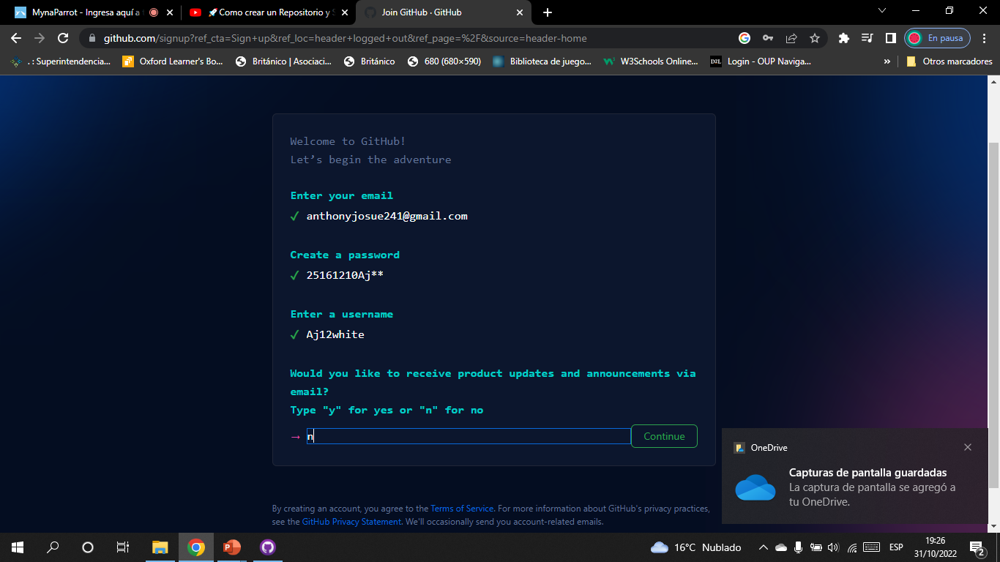 MynaParrot - Ingresa aquí a
🚀Como crear un Repositorio y S
Join GitHub · GitHub
github.com/signup?ref_cta=Sign+up&ref_loc=header+logged+out&ref_page=%2F&source=header-home
En pausa
. : Superintendencia...
Oxford Learner's Bo...
Británico | Asociaci...
Británico
680 (680×590)
Biblioteca de juego...
W3Schools Online...
D2L
Login - OUP Naviga...
»
Otros marcadores
Welcome to GitHub!
Let’s begin the adventure
Enter your email
✓ anthonyjosue241@gmail.com
Create a password
✓ 25161210Aj**
Enter a username
✓ Aj12white
Would you like to receive product updates and announcements via
email?
Type "y" for yes or "n" for no
→ n
Continue
OneDrive
Capturas de pantalla guardadas
La captura de pantalla se agregó a
tu OneDrive.
By creating an account, you agree to the Terms of Service. For more information about GitHub's privacy practices,
see the GitHub Privacy Statement. We'll occasionally send you account-related emails.
16°C Nublado
ESP
19:26
31/10/2022
2